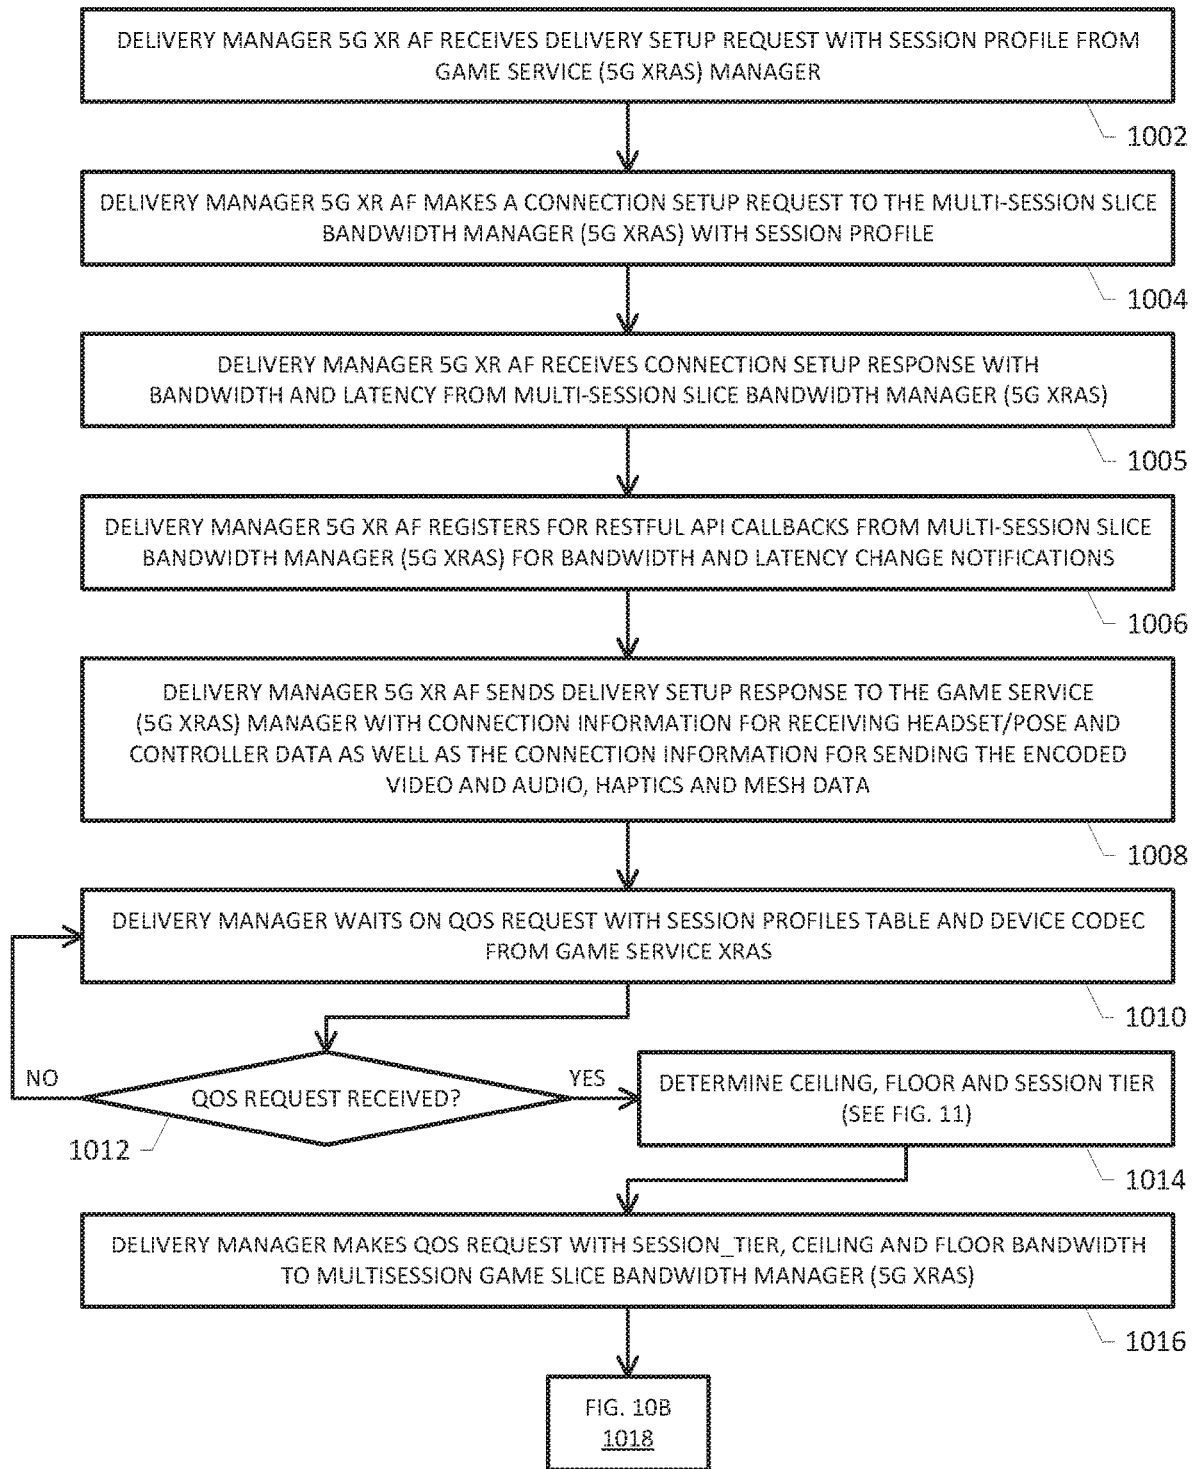 DELIVERY MANAGER 5G XR AF RECEIVES DELIVERY SETUP REQUEST WITH SESSION PROFILE FROM
GAME SERVICE (5G XRAS) MANAGER
1002
DELIVERY MANAGER 5G XR AF MAKES A CONNECTION SETUP REQUEST TO THE MULTI-SESSION SLICE
BANDWIDTH MANAGER (5G XRAS) WITH SESSION PROFILE
1004
DELIVERY MANAGER 5G XR AF RECEIVES CONNECTION SETUP RESPONSE WITH
BANDWIDTH AND LATENCY FROM MULTI-SESSION SLICE BANDWIDTH MANAGER (5G XRAS)
1005
DELIVERY MANAGER 5G XR AF REGISTERS FOR RESTFUL API CALLBACKS FROM MULTI-SESSION SLICE
BANDWIDTH MANAGER (5G XRAS) FOR BANDWIDTH AND LATENCY CHANGE NOTIFICATIONS
1006
DELIVERY MANAGER 5G XR AF SENDS DELIVERY SETUP RESPONSE TO THE GAME SERVICE
(5G XRAS) MANAGER WITH CONNECTION INFORMATION FOR RECEIVING HEADSET/POSE AND
CONTROLLER DATA AS WELL AS THE CONNECTION INFORMATION FOR SENDING THE ENCODED
VIDEO AND AUDIO, HAPTICS AND MESH DATA
1008
DELIVERY MANAGER WAITS ON QOS REQUEST WITH SESSION PROFILES TABLE AND DEVICE CODEC
FROM GAME SERVICE XRAS
1010
NO
QOS REQUEST RECEIVED?
YES
1012
DETERMINE CEILING, FLOOR AND SESSION TIER
(SEE FIG. 11)
1014
DELIVERY MANAGER MAKES QOS REQUEST WITH SESSION_TIER, CEILING AND FLOOR BANDWIDTH
TO MULTISESSION GAME SLICE BANDWIDTH MANAGER (5G XRAS)
1016
FIG. 10B
1018